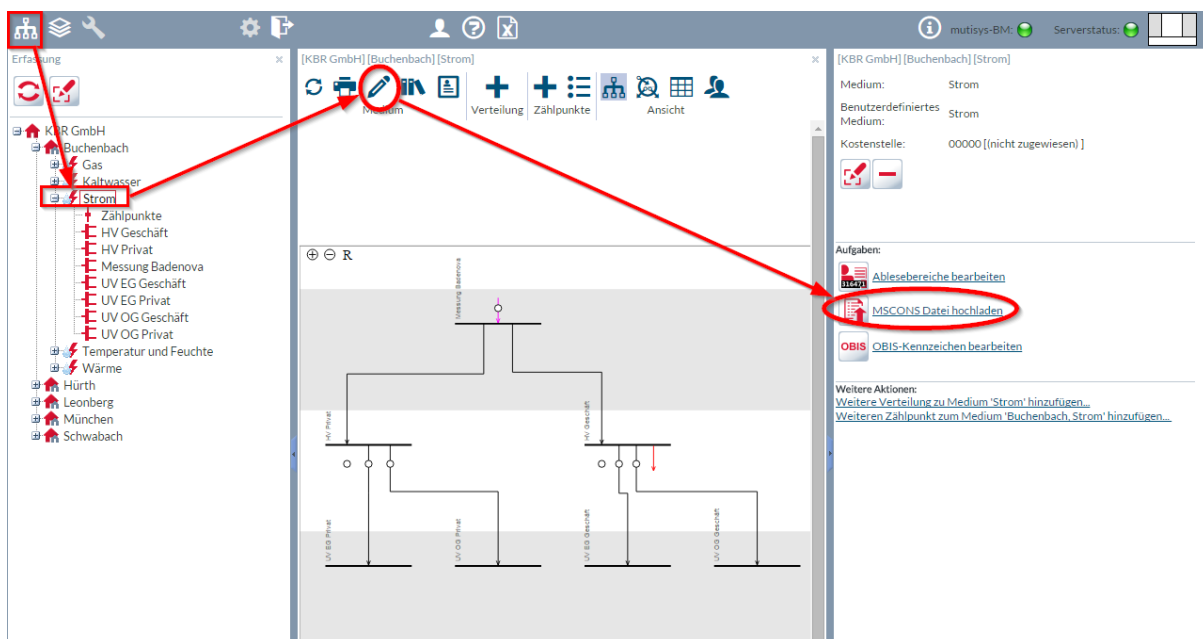 mutisys-BM:
Serverstatus:
Erfassung
KBR GmbH
Buchenbach
Gas
Kaltwasser
Strom
Zählpunkte
HV Geschäft
HV Privat
Messung Badenova
UV EG Geschäft
UV EG Privat
UV OG Geschäft
UV OG Privat
Temperatur und Feuchte
Wärme
Hürth
Leonberg
München
Schwabach
[KBR GmbH] [Buchenbach] [Strom]
Medium
Verteilung
Zählpunkte
Ansicht
R
Messung Badenova
HV Privat
HV Geschäft
UV EG Privat
UV OG Privat
UV EG Geschäft
UV OG Geschäft
[KBR GmbH] [Buchenbach] [Strom]
Medium: Strom
Benutzerdefiniertes
Medium: Strom
Kostenstelle: 00000 [(nicht zugewiesen) ]
Aufgaben:
316471 Ablesebereiche bearbeiten
MSCONS Datei hochladen
OBIS OBIS-Kennzeichen bearbeiten
Weitere Aktionen:
Weitere Verteilung zu Medium 'Strom' hinzufügen...
Weiteren Zählpunkt zum Medium 'Buchenbach, Strom' hinzufügen...